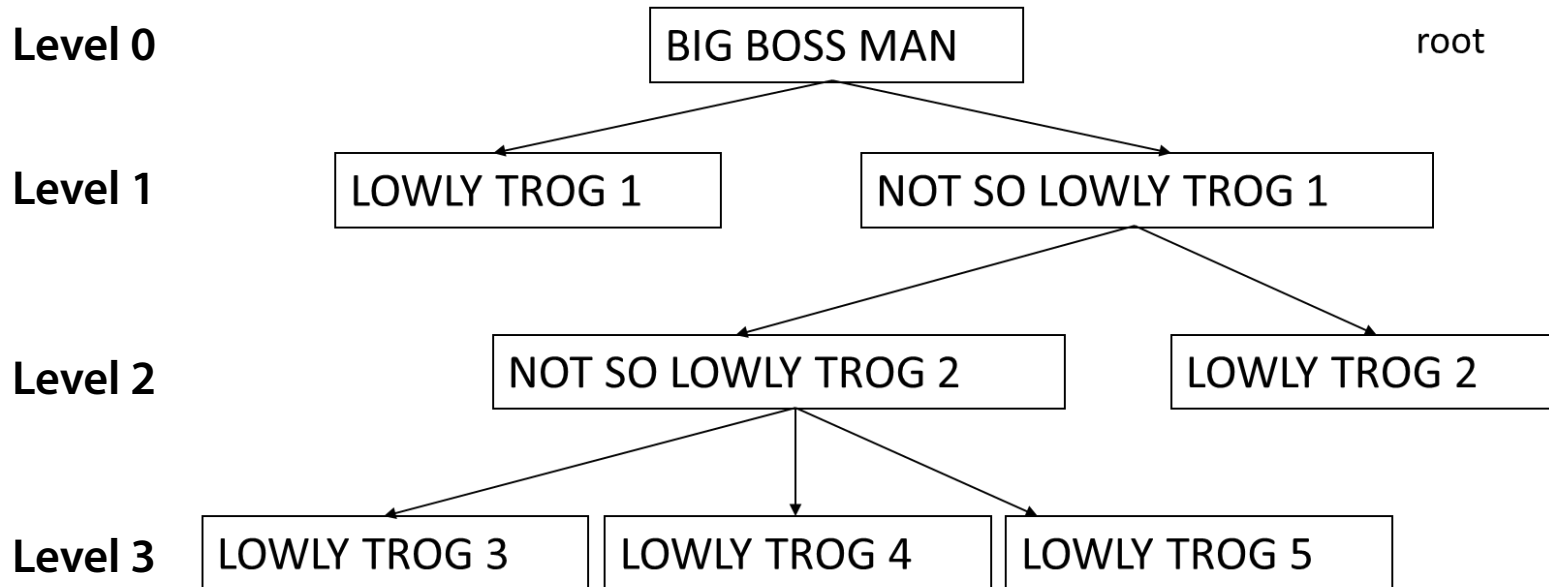 Level 0 BIG BOSS MAN root
Level 1 LOWLY TROG 1 NOT SO LOWLY TROG 1
Level 2 NOT SO LOWLY TROG 2 LOWLY TROG 2
Level 3 LOWLY TROG 3 LOWLY TROG 4 LOWLY TROG 5